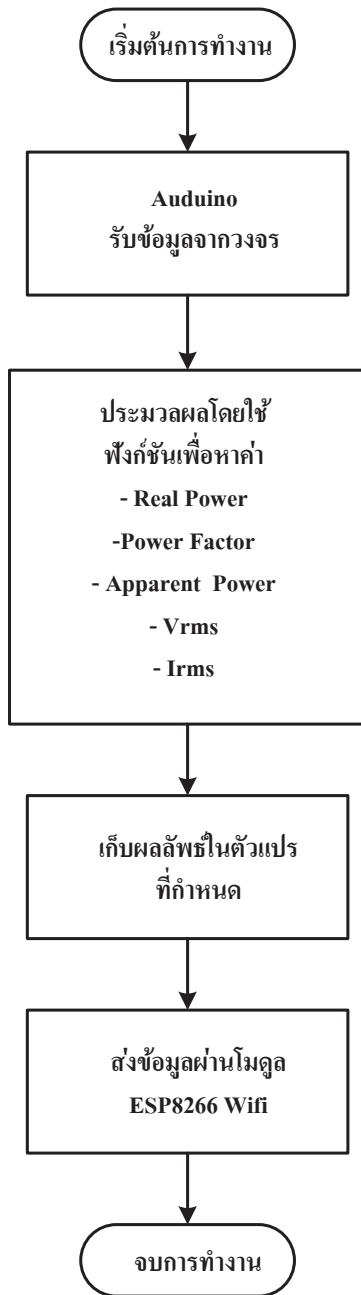 เริ่มต้นการทำงาน
Auduino
รับข้อมูลจากวงจร
ประมวลผลโดยใช้
ฟังก์ชันเพื่อหาค่า
- Real Power
-Power Factor
- Apparent Power
- Vrms
- Irms
เก็บผลลัพธ์ในตัวแปร
ที่กำหนด
ส่งข้อมูลผ่านโมดูล
ESP8266 Wifi
จบการทำงาน